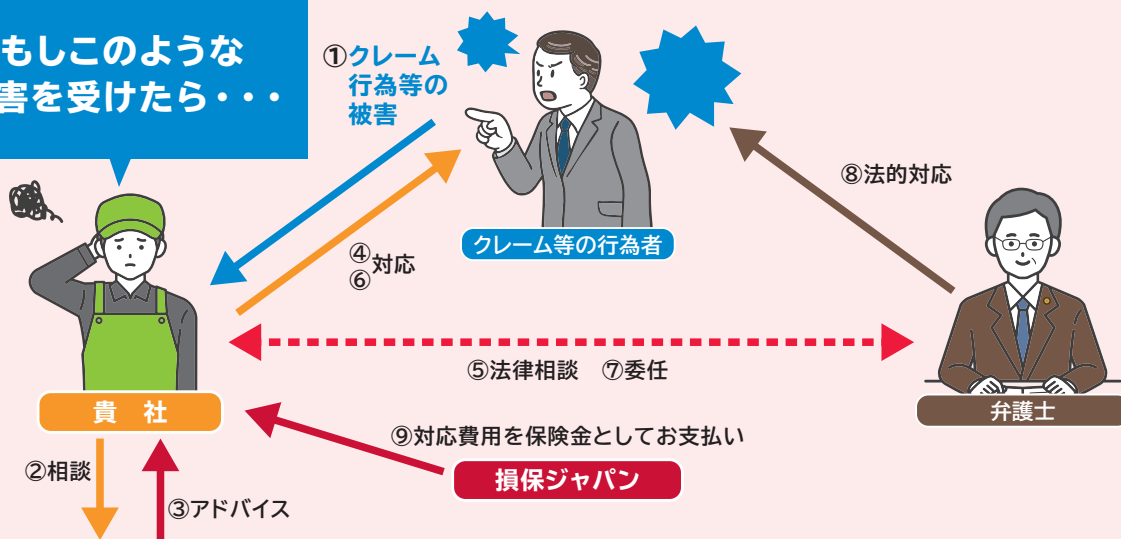 もしこのような
害を受けたら・・・
①クレーム
行為等の
被害
⑧法的対応
クレーム等の行為者
④
⑥
対応
⑤法律相談 ⑦委任
貴 社
弁護士
⑨対応費用を保険金としてお支払い
損保ジャパン
②相談
③アドバイス